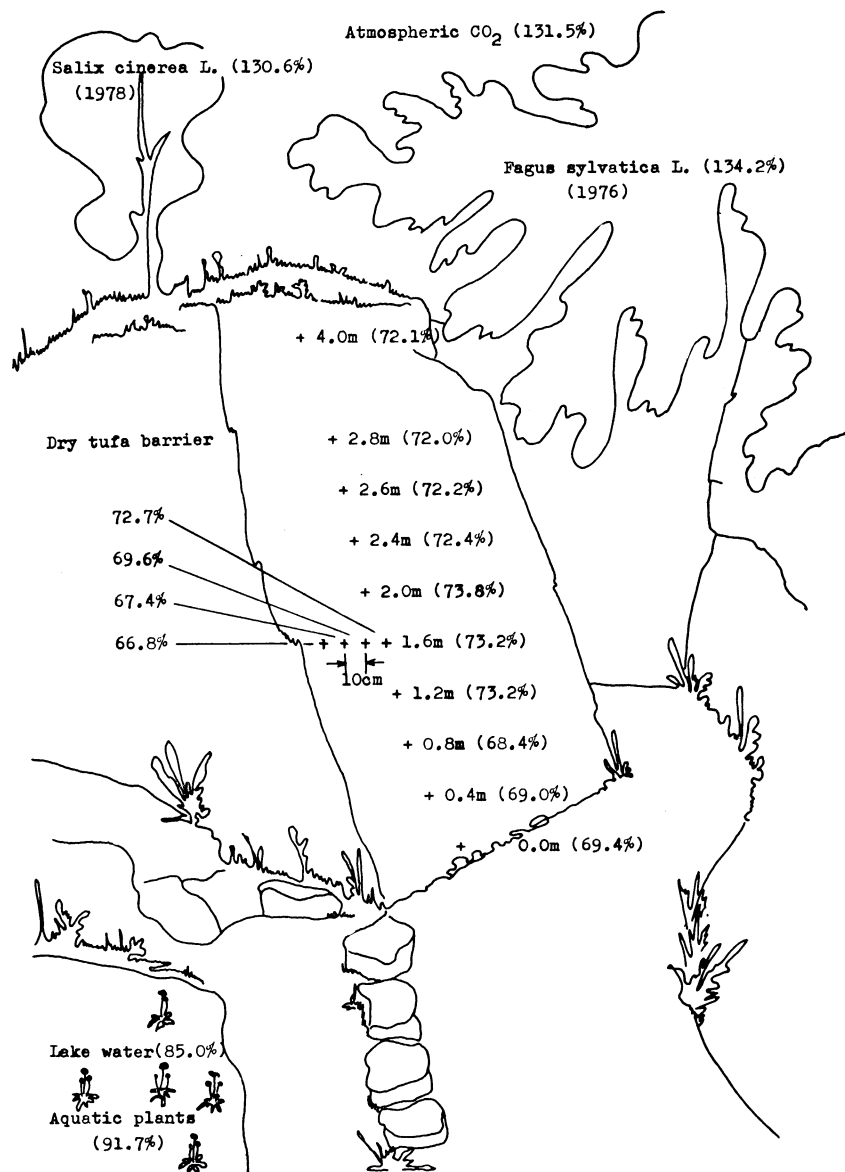 Atmospheric CO2 (131.5%)
Salix cinerea L. (130.6%)
(1978)
Fagus sylvatica L. (134.2%)
(1976)
+ 4.0m (72.1%)
Dry tufa barrier
+ 2.8m (72.0%)
+ 2.6m (72.2%)
72.7%
+ 2.4m (72.4%)
69.6%
+ 2.0m (73.8%)
67.4%
66.8%
+ + + + 1.6m (73.2%)
10cm
+ 1.2m (73.2%)
+ 0.8m (68.4%)
+ 0.4m (69.0%)
+ 0.0m (69.4%)
Lake water(85.0%)
Aquatic plants
(91.7%)